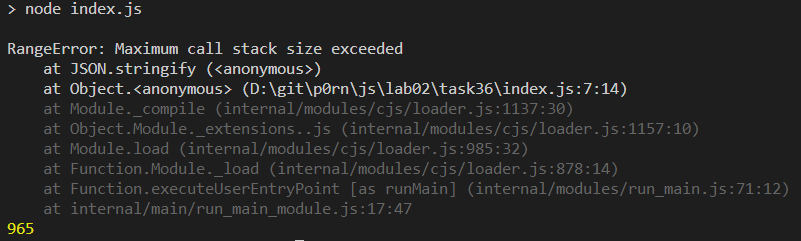 > node index.js
RangeError: Maximum call stack size exceeded
at JSON.stringify (<anonymous>)
at Object.<anonymous> (D:\git\p0rn\js\lab02\task36\index.js:7:14)
at Module._compile (internal/modules/cjs/loader.js:1137:30)
at Object.Module._extensions..js (internal/modules/cjs/loader.js:1157:10)
at Module.load (internal/modules/cjs/loader.js:985:32)
at Function.Module._load (internal/modules/cjs/loader.js:878:14)
at Function.executeUserEntryPoint [as runMain] (internal/modules/run_main.js:71:12)
at internal/main/run_main_module.js:17:47
965